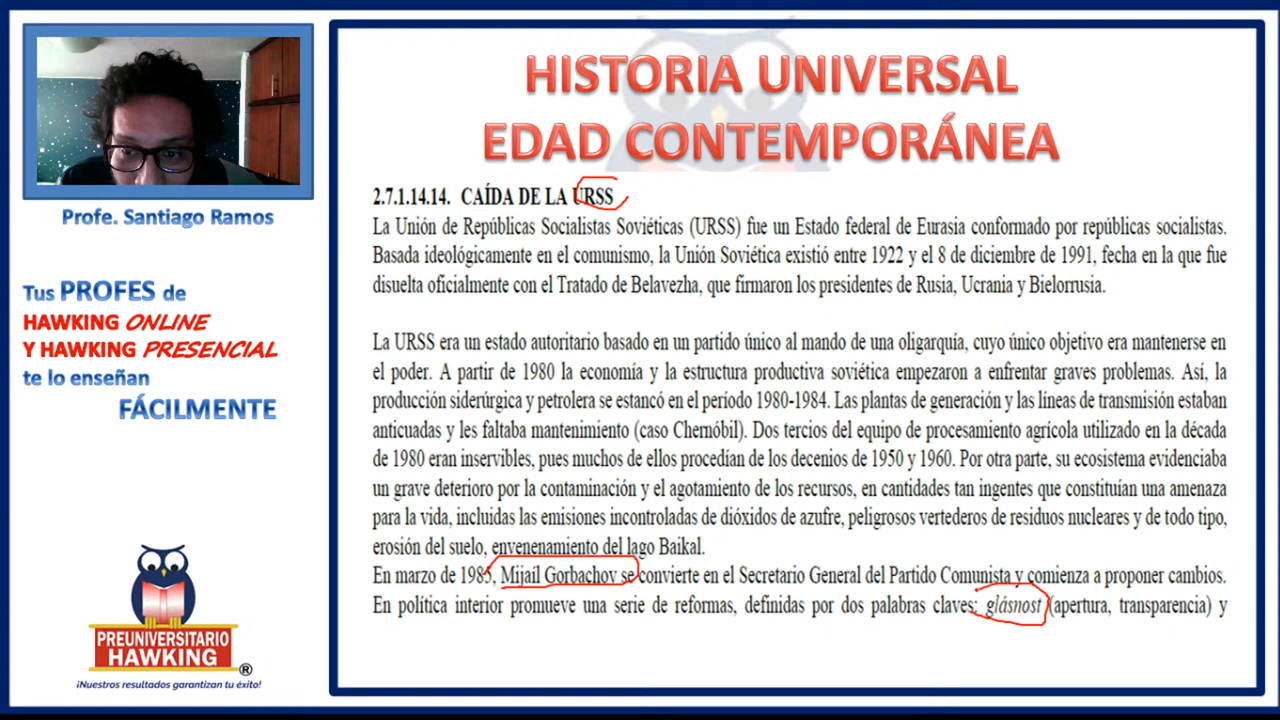 HISTORIA UNIVERSAL
EDAD CONTEMPORÁNEA
Profe. Santiago Ramos
Tus PROFES de
HAWKING ONLINE
Y HAWKING PRESENCIAL
te lo enseñan
FÁCILMENTE
PREUNIVERSITARIO
HAWKING
®
¡Nuestros resultados garantizan tu éxito!
2.7.1.14.14. CAÍDA DE LA URSS
La Unión de Repúblicas Socialistas Soviéticas (URSS) fue un Estado federal de Eurasia conformado por repúblicas socialistas.
Basada ideológicamente en el comunismo, la Unión Soviética existió entre 1922 y el 8 de diciembre de 1991, fecha en la que fue
disuelta oficialmente con el Tratado de Belavezha, que firmaron los presidentes de Rusia, Ucrania y Bielorrusia.
La URSS era un estado autoritario basado en un partido único al mando de una oligarquía, cuyo único objetivo era mantenerse en
el poder. A partir de 1980 la economía y la estructura productiva soviética empezaron a enfrentar graves problemas. Así, la
producción siderúrgica y petrolera se estancó en el período 1980-1984. Las plantas de generación y las líneas de transmisión estaban
anticuadas y les faltaba mantenimiento (caso Chernóbil). Dos tercios del equipo de procesamiento agrícola utilizado en la década
de 1980 eran inservibles, pues muchos de ellos procedían de los decenios de 1950 y 1960. Por otra parte, su ecosistema evidenciaba
un grave deterioro por la contaminación y el agotamiento de los recursos, en cantidades tan ingentes que constituían una amenaza
para la vida, incluidas las emisiones incontroladas de dióxidos de azufre, peligrosos vertederos de residuos nucleares y de todo tipo,
erosión del suelo, envenenamiento del lago Baikal.
En marzo de 1985, Mijaíl Gorbachov se convierte en el Secretario General del Partido Comunista y comienza a proponer cambios.
En política interior promueve una serie de reformas, definidas por dos palabras claves: glásnost (apertura, transparencia) y